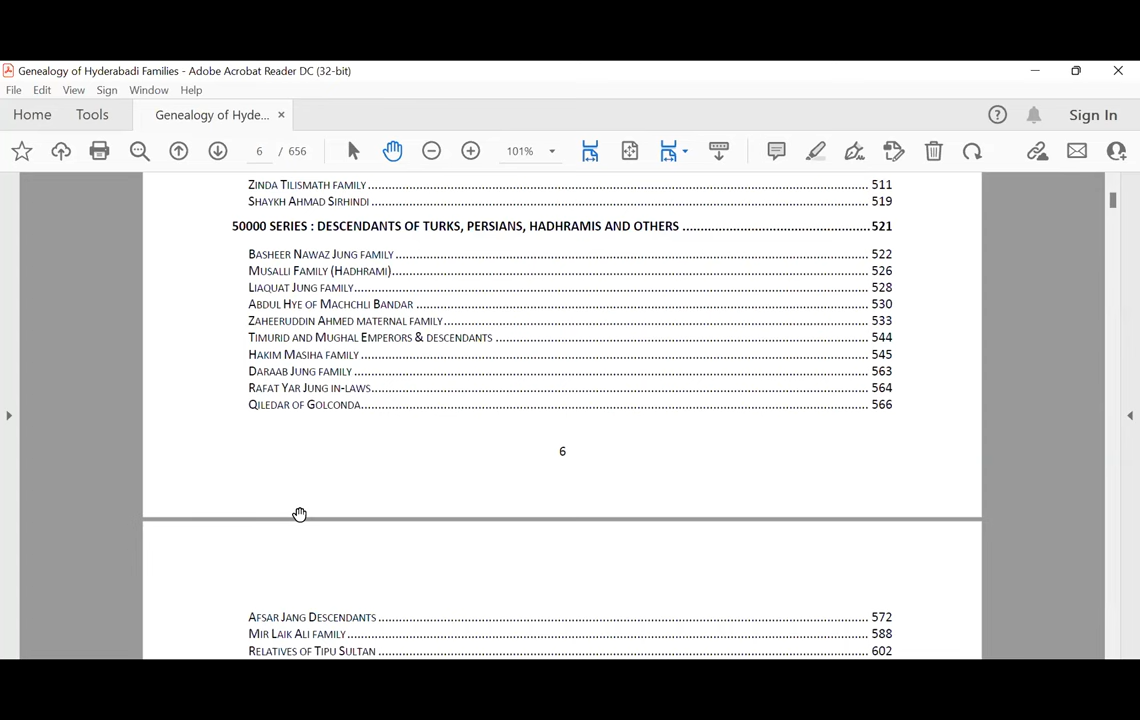 Genealogy of Hyderabadi Families - Adobe Acrobat Reader DC (32-bit)
File Edit View Sign Window Help
Home Tools Genealogy of Hyde... × Sign In
6 / 656 101%
ZINDA TILISMATH FAMILY 511
SHAYKH AHMAD SIRHINDI 519
50000 SERIES : DESCENDANTS OF TURKS, PERSIANS, HADHRAMIS AND OTHERS 521
BASHEER NAWAZ JUNG FAMILY 522
MUSALLI FAMILY (HADHRAMI) 526
LIAQUAT JUNG FAMILY 528
ABDUL HYE OF MACHCHLI BANDAR 530
ZAHEERUDDIN AHMED MATERNAL FAMILY 533
TIMURID AND MUGHAL EMPERORS & DESCENDANTS 544
HAKIM MASIHA FAMILY 545
DARAAB JUNG FAMILY 563
RAFAT YAR JUNG IN-LAWS 564
QILEDAR OF GOLCONDA 566
6
AFSAR JANG DESCENDANTS 572
MIR LAIK ALI FAMILY 588
RELATIVES OF TIPU SULTAN 602